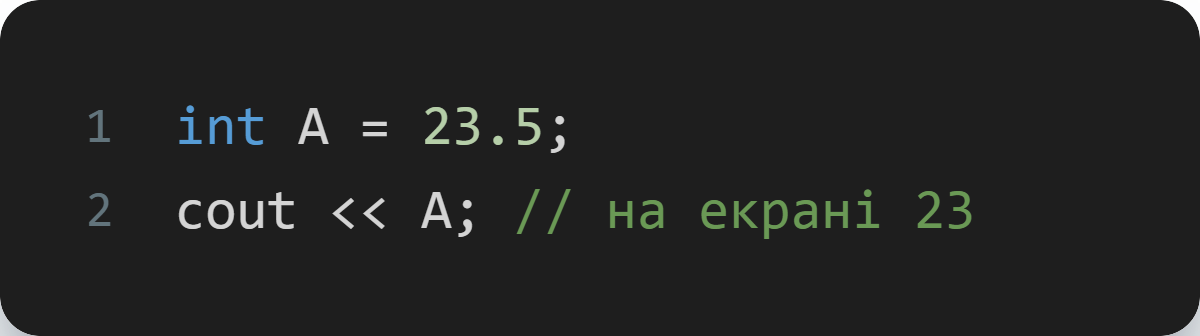 1 int A = 23.5;
2 cout << A; // на екрані 23